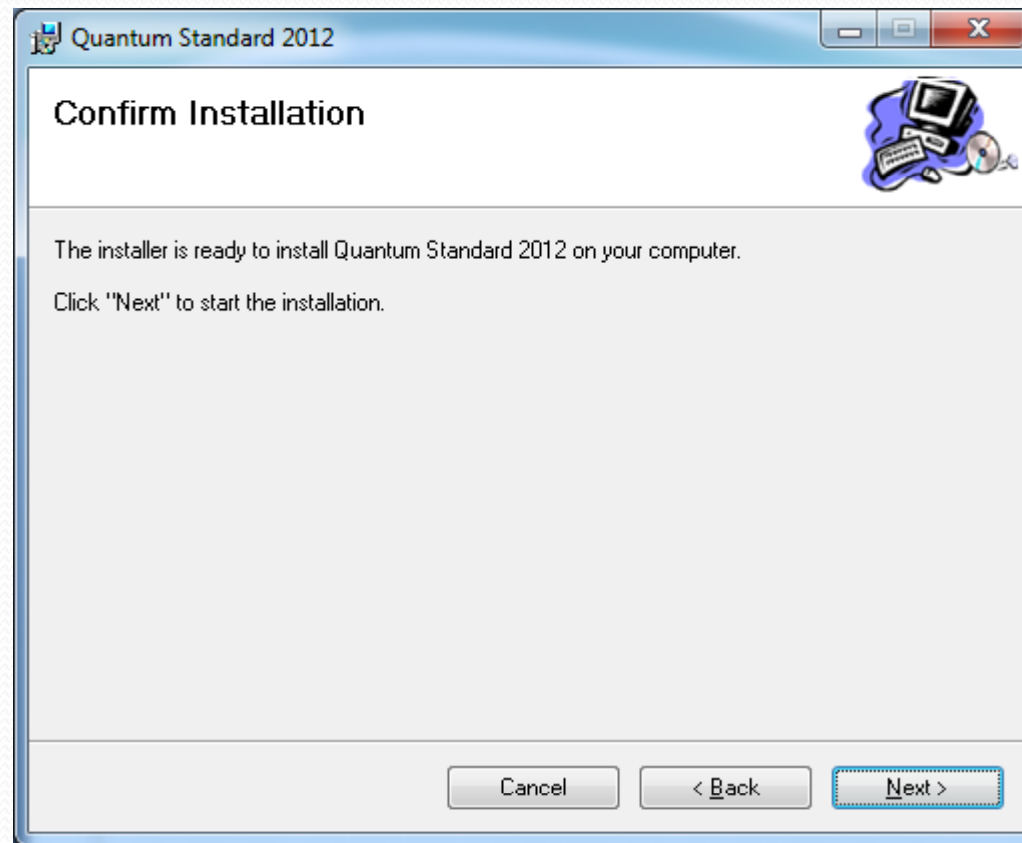 Quantum Standard 2012
Confirm Installation
The installer is ready to install Quantum Standard 2012 on your computer.
Click "Next" to start the installation.
Cancel
< Back
Next >